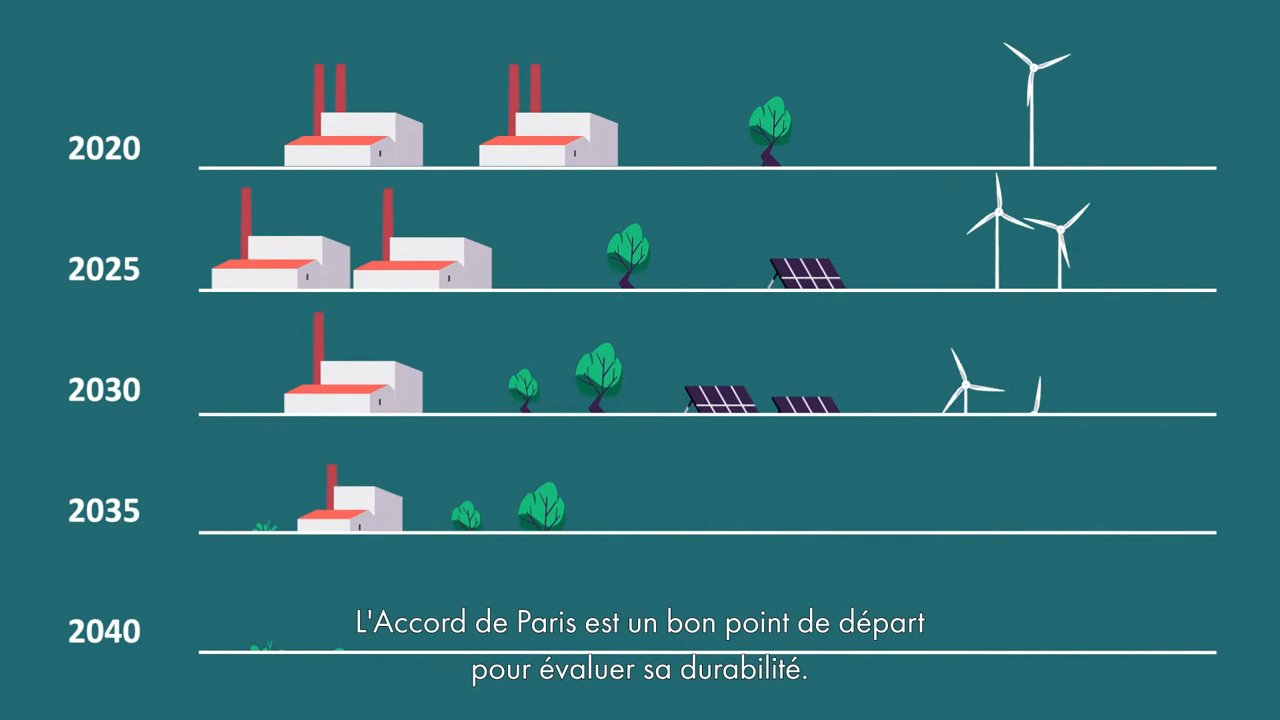 2020
2025
2030
2035
2040
L'Accord de Paris est un bon point de départ
pour évaluer sa durabilité.